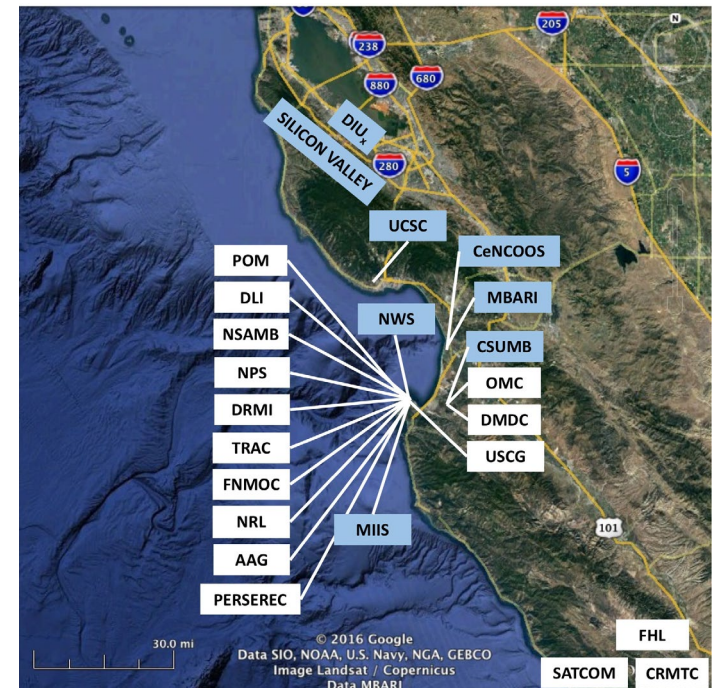 205
N
238
880
680
DIUx
SILICON VALLEY
280
5
UCSC
CeNCOOS
POM
DLI
MBARI
NSAMB
NWS
CSUMB
NPS
OMC
DRMI
DMDC
TRAC
USCG
FNMOC
NRL
MIIS
101
AAG
PERSEREC
FHL
30.0 mi
© 2016 Google
Data SIO, NOAA, U.S. Navy, NGA, GEBCO
Image Landsat / Copernicus
Data MBARI
SATCOM
CRMTC